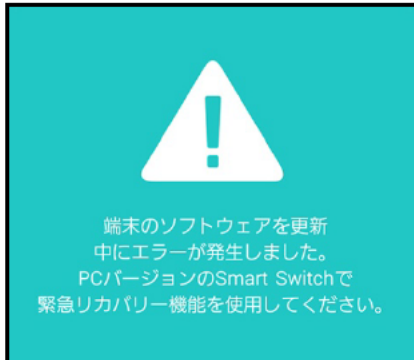 端末のソフトウェアを更新
中にエラーが発生しました。
PCバージョンのSmart Switchで
緊急リカバリー機能を使用してください。